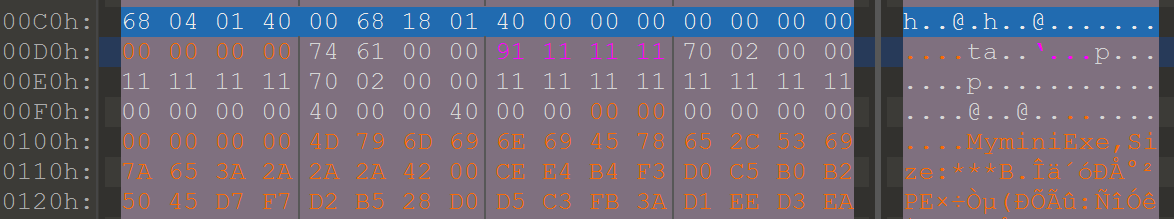 00C0h: 68 04 01 40 00 68 18 01 40 00 00 00 00 00 00 00 h..@.h..@.......
00D0h: 00 00 00 00 74 61 00 00 91 11 11 11 70 02 00 00 ....ta..‘...p...
00E0h: 11 11 11 11 70 02 00 00 11 11 11 11 11 11 11 11 ....p...........
00F0h: 00 00 00 00 40 00 00 40 00 00 00 00 00 00 00 00 ....@..@........
0100h: 00 00 00 00 4D 79 6D 69 6E 69 45 78 65 2C 53 69 ....MyminiExe,Si
0110h: 7A 65 3A 2A 2A 2A 42 00 CE E4 B4 F3 D0 C5 B0 B2 ze:***B.Îä´óÐÅ°²
0120h: 50 45 D7 F7 D2 B5 28 D0 D5 C3 FB 3A D1 EE D3 EA PE×÷Òµ(ÐÕÃû:ÑîÓê